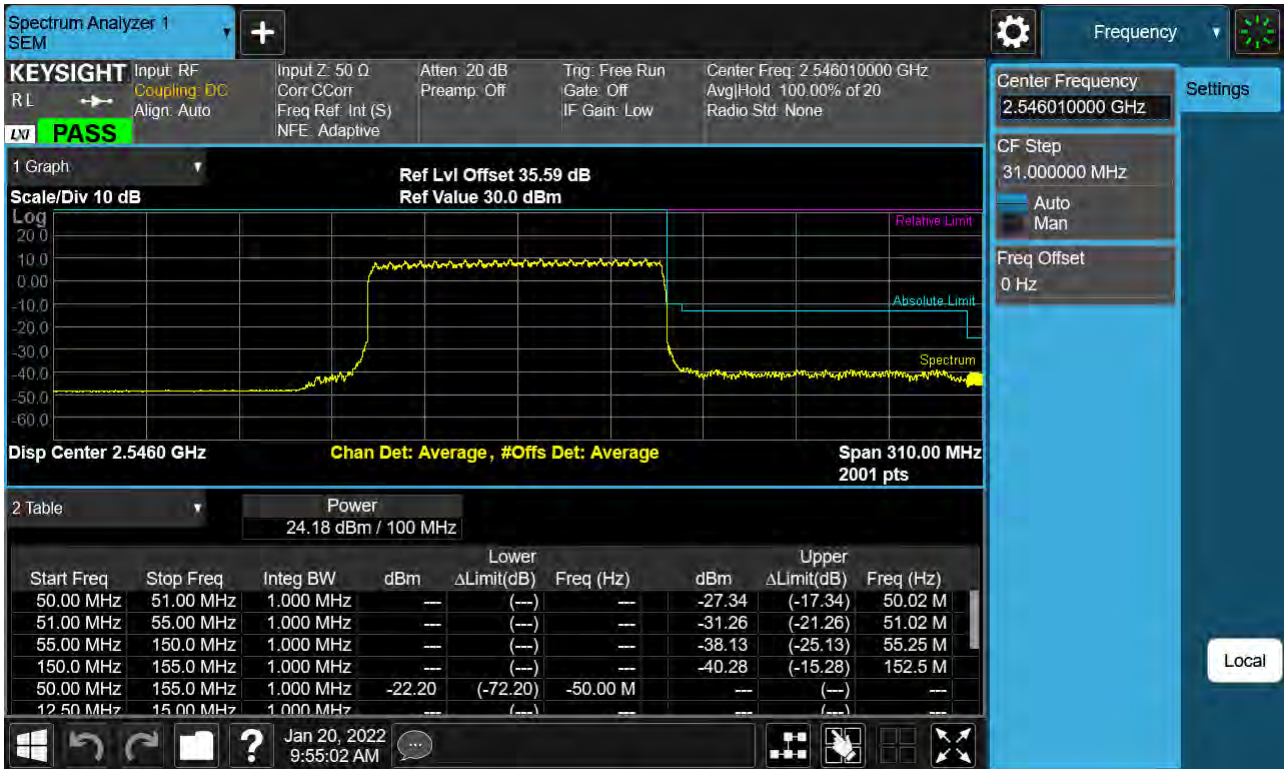 Spectrum Analyzer 1
SEM
Frequency
KEYSIGHT
R L
LXI
PASS
Input: RF
Coupling: DC
Align: Auto
Input Z: 50 Ω
Corr CCorr
Freq Ref: Int (S)
NFE: Adaptive
Atten: 20 dB
Preamp: Off
Trig: Free Run
Gate: Off
IF Gain: Low
Center Freq: 2.546010000 GHz
Avg|Hold: 100.00% of 20
Radio Std: None
Center Frequency
2.546010000 GHz
Settings
CF Step
31.000000 MHz
Auto
Man
Freq Offset
0 Hz
Local
1 Graph
Scale/Div 10 dB
Ref Lvl Offset 35.59 dB
Ref Value 30.0 dBm
Log
20.0
10.0
0.00
-10.0
-20.0
-30.0
-40.0
-50.0
-60.0
Relative Limit
Absolute Limit
Spectrum
Disp Center 2.5460 GHz
Chan Det: Average , #Offs Det: Average
Span 310.00 MHz
2001 pts
2 Table
Power
24.18 dBm / 100 MHz
Lower Upper
Start Freq Stop Freq Integ BW dBm ΔLimit(dB) Freq (Hz) dBm ΔLimit(dB) Freq (Hz)
50.00 MHz 51.00 MHz 1.000 MHz --- (---) --- -27.34 (-17.34) 50.02 M
51.00 MHz 55.00 MHz 1.000 MHz --- (---) --- -31.26 (-21.26) 51.02 M
55.00 MHz 150.0 MHz 1.000 MHz --- (---) --- -38.13 (-25.13) 55.25 M
150.0 MHz 155.0 MHz 1.000 MHz --- (---) --- -40.28 (-15.28) 152.5 M
50.00 MHz 155.0 MHz 1.000 MHz -22.20 (-72.20) -50.00 M --- (---) ---
12.50 MHz 15.00 MHz 1.000 MHz --- (---) --- --- (---) ---
Jan 20, 2022
9:55:02 AM